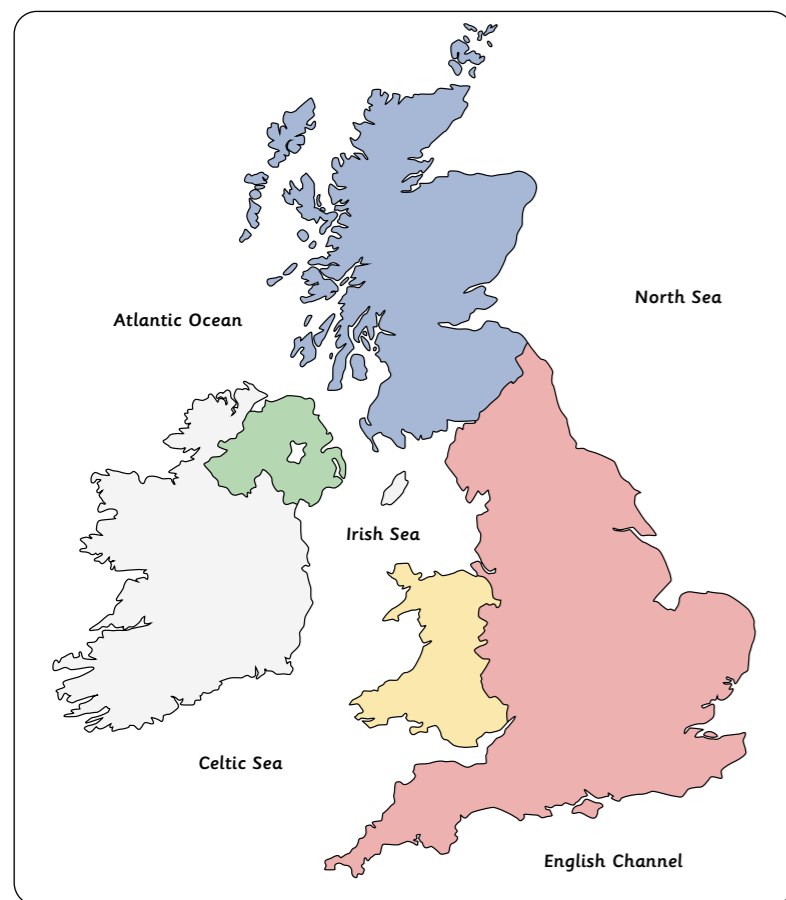 North Sea
Atlantic Ocean
Irish Sea
Celtic Sea
English Channel